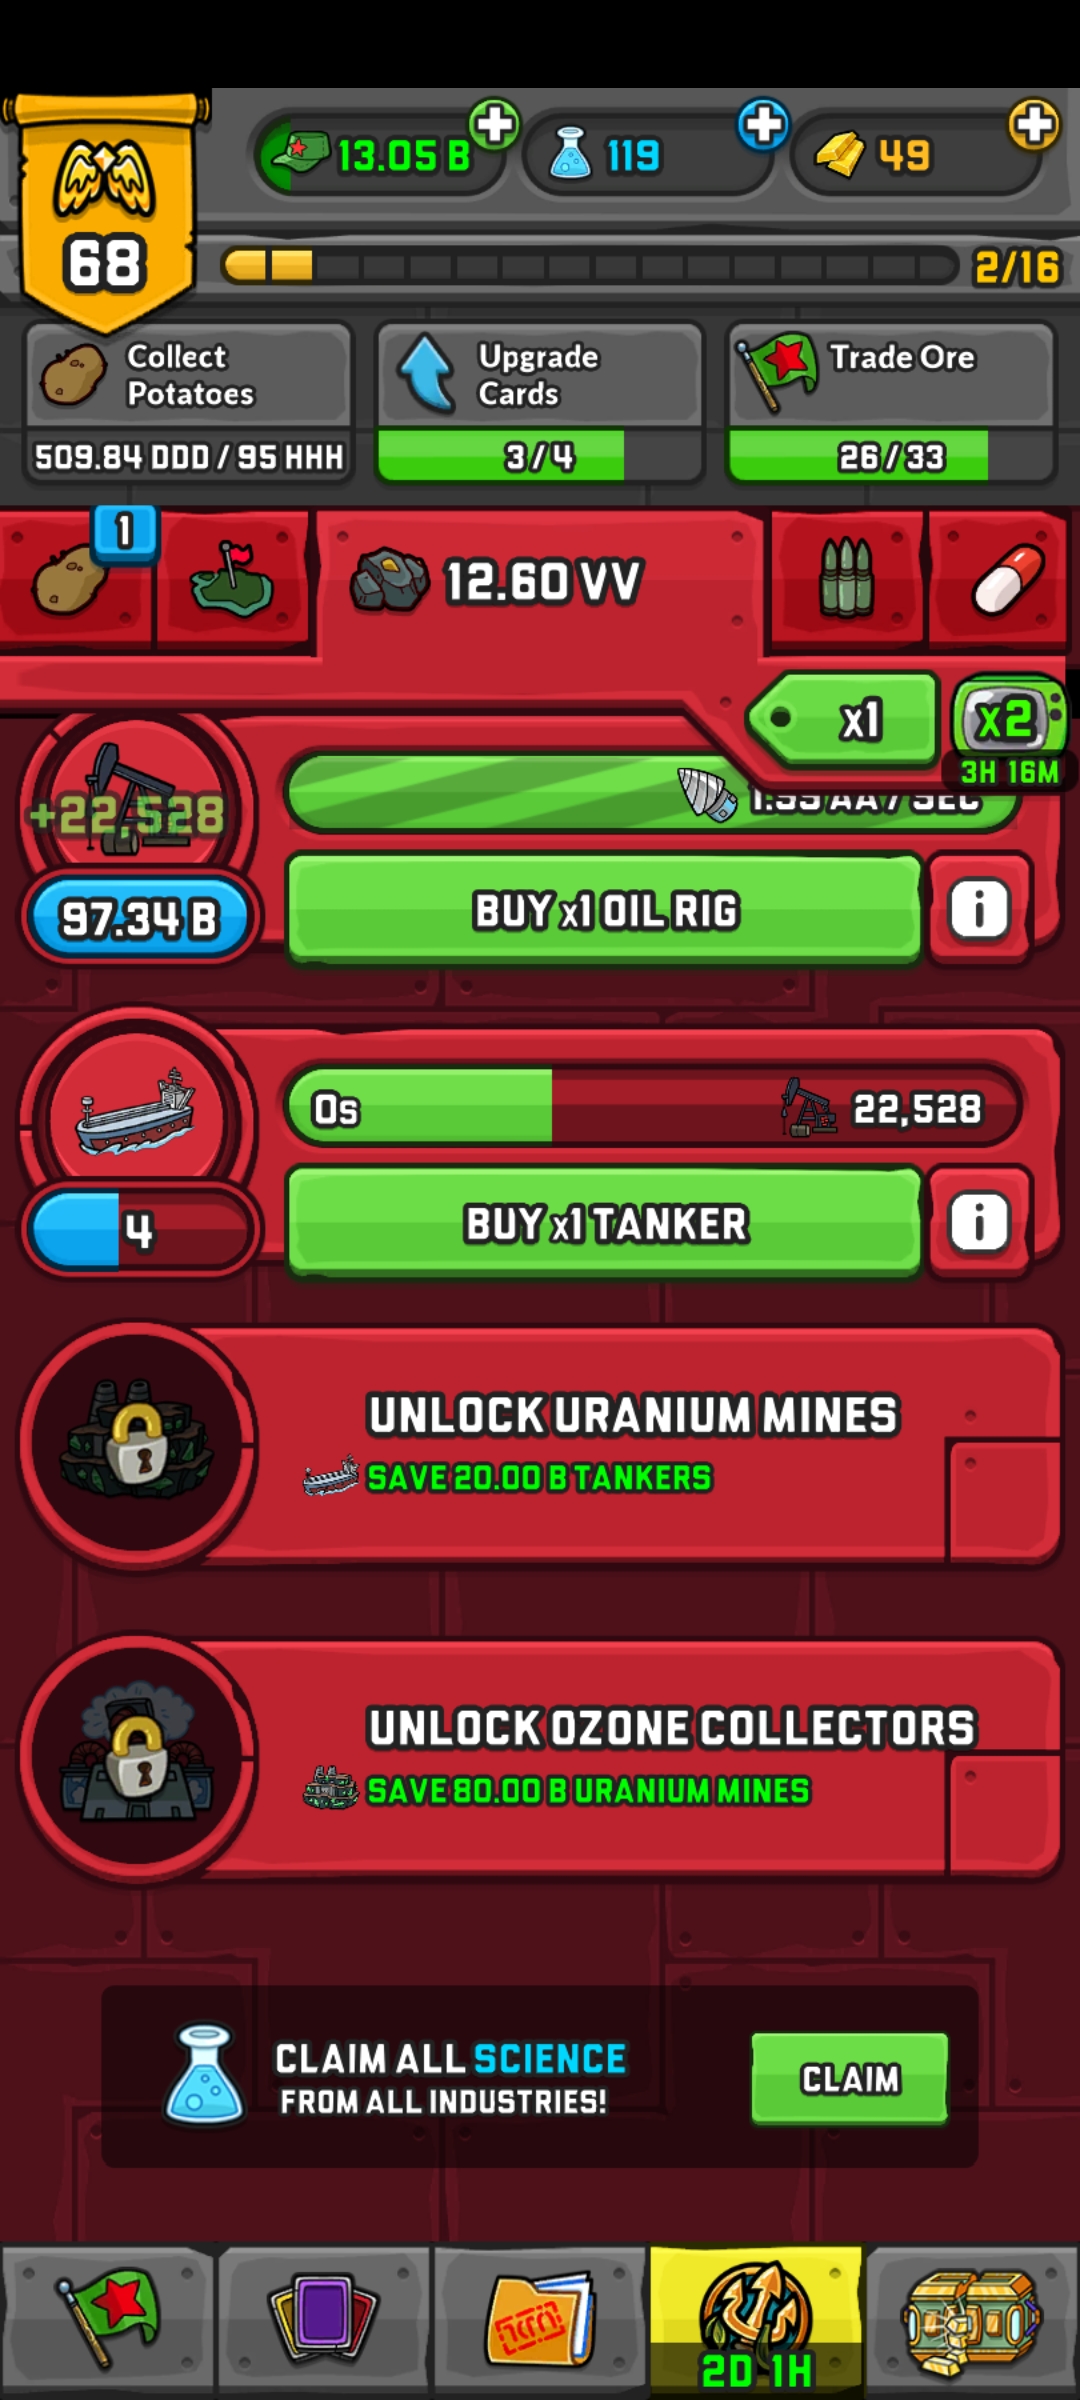 13.05 B
119
49
68
2/16
Collect
Potatoes
Upgrade
Cards
Trade Ore
509.84 DDD / 95 HHH
3/4
26/33
1
12.60 VV
x1
x2
3H 16M
+22,528
AA / SEC
97.34 B
BUY x1 OIL RIG
i
0s
22,528
4
BUY x1 TANKER
i
UNLOCK URANIUM MINES
SAVE 20.00 B TANKERS
UNLOCK OZONE COLLECTORS
SAVE 80.00 B URANIUM MINES
CLAIM ALL SCIENCE
FROM ALL INDUSTRIES!
CLAIM
2D 1H